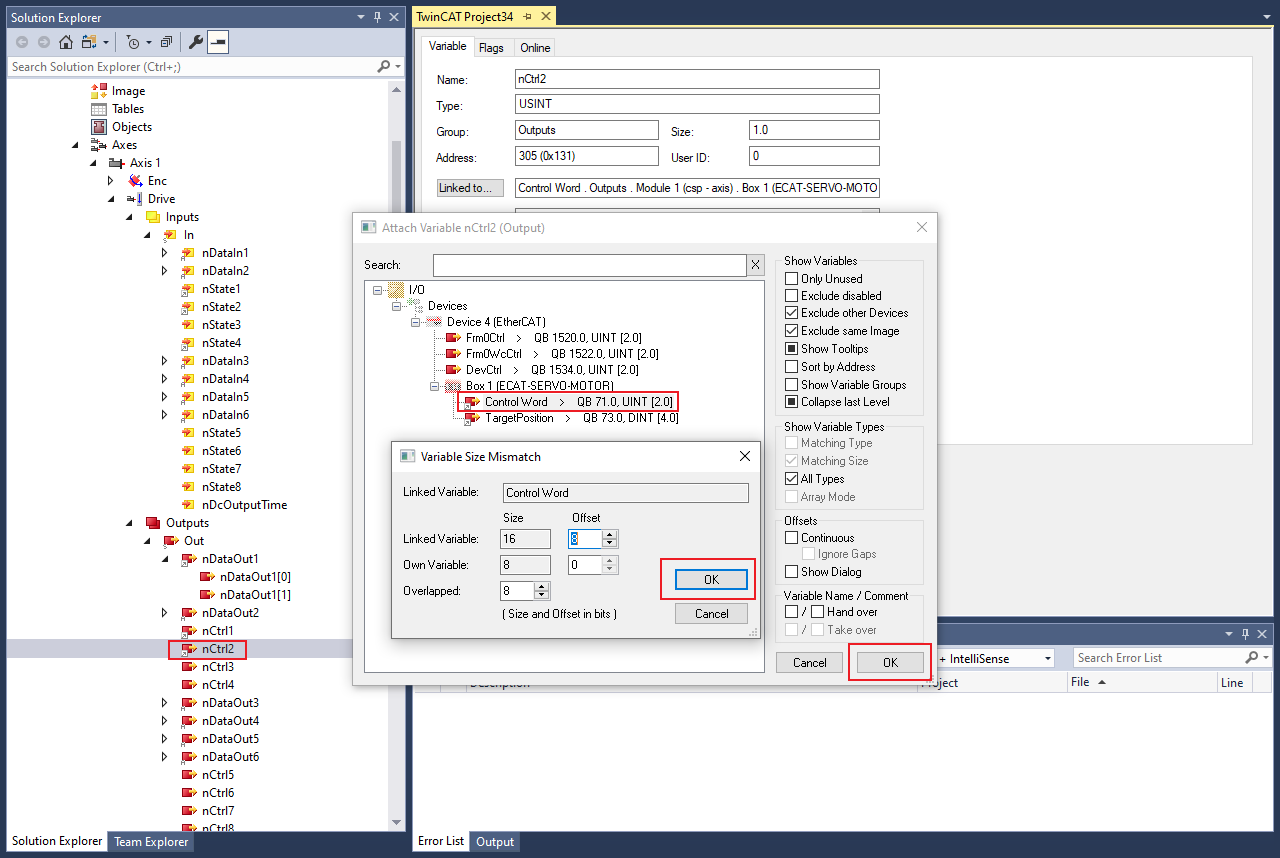 Solution Explorer
Search Solution Explorer (Ctrl+;)
Image
Tables
Objects
Axes
Axis 1
Enc
Drive
Inputs
In
nDataIn1
nDataIn2
nState1
nState2
nState3
nState4
nDataIn3
nDataIn4
nDataIn5
nDataIn6
nState5
nState6
nState7
nState8
nDcOutputTime
Outputs
Out
nDataOut1
nDataOut1[0]
nDataOut1[1]
nDataOut2
nCtrl1
nCtrl2
nCtrl3
nCtrl4
nDataOut3
nDataOut4
nDataOut5
nDataOut6
nCtrl5
nCtrl6
nCtrl7
nCtrl8
Solution Explorer Team Explorer
TwinCAT Project34
Variable Flags Online
Name: nCtrl2
Type: USINT
Group: Outputs Size: 1.0
Address: 305 (0x131) User ID: 0
Linked to... Control Word . Outputs . Module 1 (csp - axis) . Box 1 (ECAT-SERVO-MOTO
Attach Variable nCtrl2 (Output)
Search: X
I/O
Devices
Device 4 (EtherCAT)
Frm0Ctrl > QB 1520.0, UINT [2.0]
Frm0WcCtrl > QB 1522.0, UINT [2.0]
DevCtrl > QB 1534.0, UINT [2.0]
Box 1 (ECAT-SERVO-MOTOR)
Control Word > QB 71.0, UINT [2.0]
TargetPosition > QB 73.0, DINT [4.0]
Show Variables
Only Unused
Exclude disabled
Exclude other Devices
Exclude same Image
Show Tooltips
Sort by Address
Show Variable Groups
Collapse last Level
Show Variable Types
Matching Type
Matching Size
All Types
Array Mode
Offsets
Continuous
Ignore Gaps
Show Dialog
Variable Name / Comment
/ Hand over
/ Take over
Cancel OK
Variable Size Mismatch
Linked Variable: Control Word
Size Offset
Linked Variable: 16 8
Own Variable: 8 0
Overlapped: 8
( Size and Offset in bits )
OK
Cancel
+ IntelliSense Search Error List
Description Project File Line
Error List Output